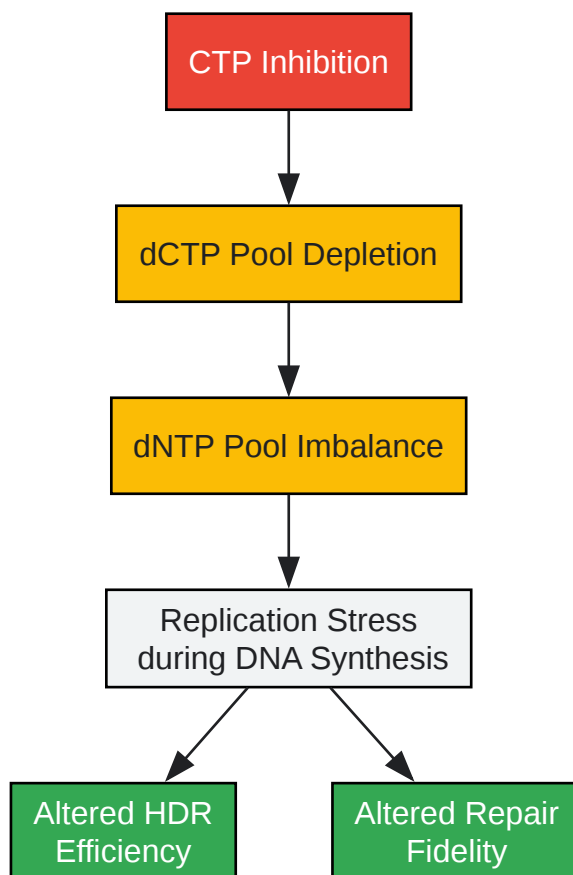 CTP Inhibition
dCTP Pool Depletion
dNTP Pool Imbalance
Replication Stress
during DNA Synthesis
Altered HDR
Efficiency
Altered Repair
Fidelity